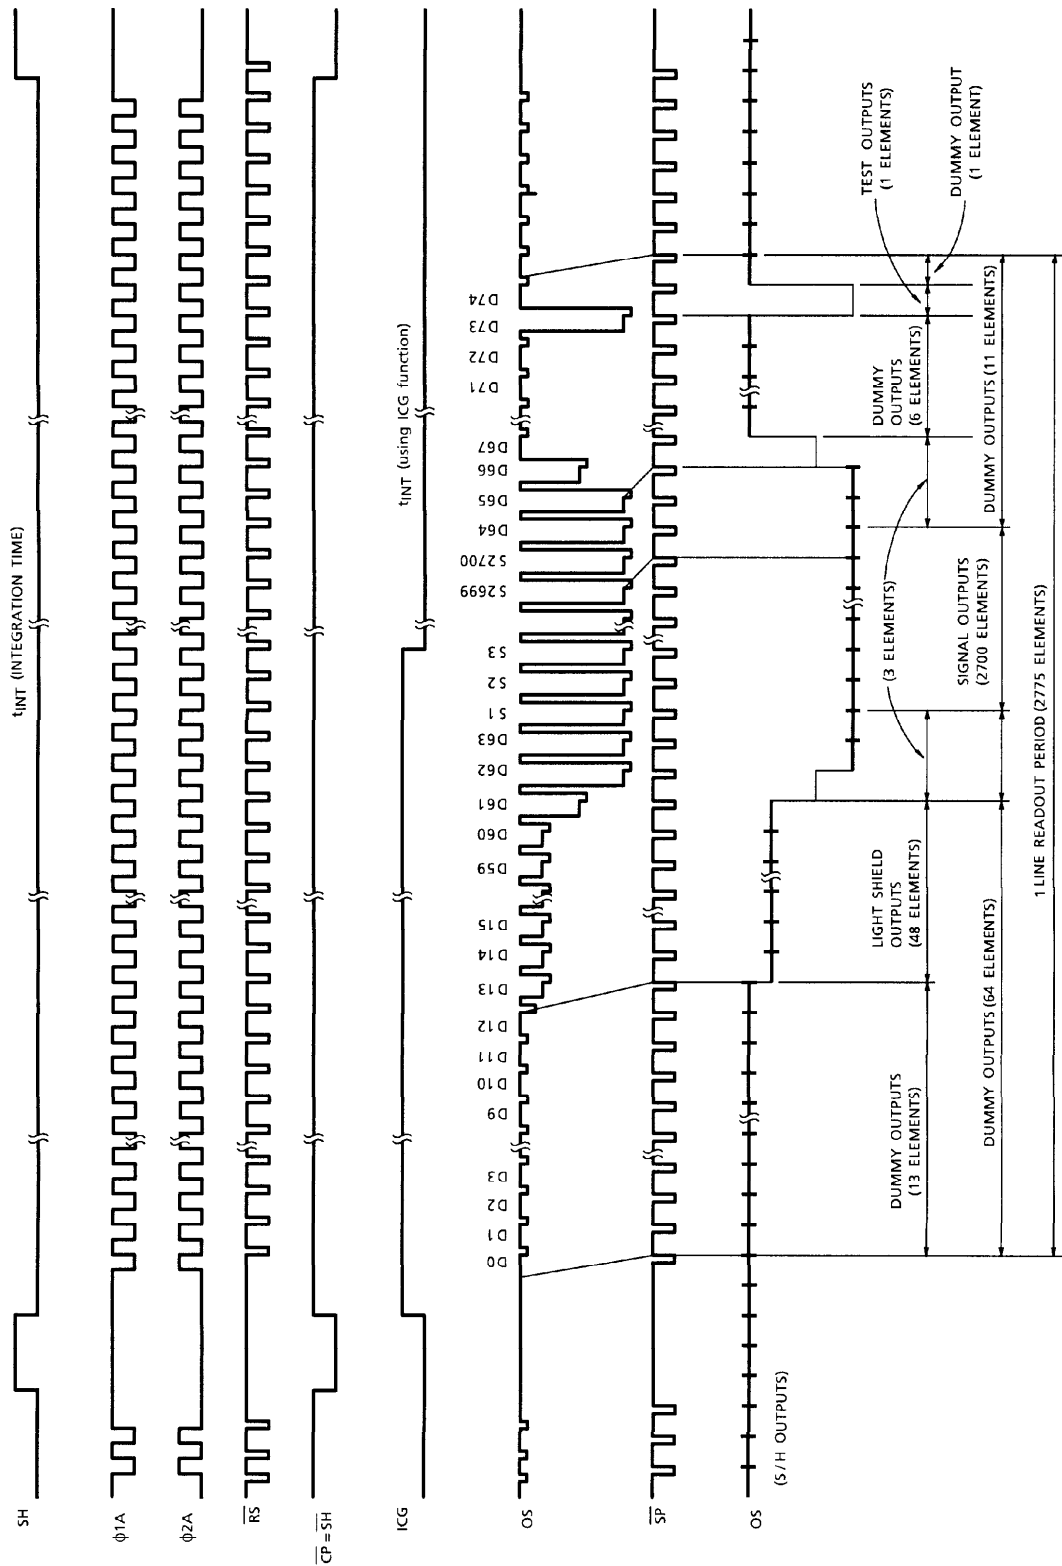 SH
tINT (INTEGRATION TIME)
φ1A
φ2A
RS
CP = SH
ICG
tINT (using ICG function)
OS
D0
D1
D2
D3
D9
D10
D11
D12
D13
D14
D15
D59
D60
D61
D62
D63
S1
S2
S3
S2699
S2700
D64
D65
D66
D67
D71
D72
D73
D74
SP
OS
(S / H OUTPUTS)
DUMMY OUTPUTS
(13 ELEMENTS)
LIGHT SHIELD
OUTPUTS
(48 ELEMENTS)
(3 ELEMENTS)
DUMMY
OUTPUTS
(6 ELEMENTS)
TEST OUTPUTS
(1 ELEMENTS)
DUMMY OUTPUT
(1 ELEMENT)
DUMMY OUTPUTS (64 ELEMENTS)
SIGNAL OUTPUTS
(2700 ELEMENTS)
DUMMY OUTPUTS (11 ELEMENTS)
1 LINE READOUT PERIOD (2775 ELEMENTS)